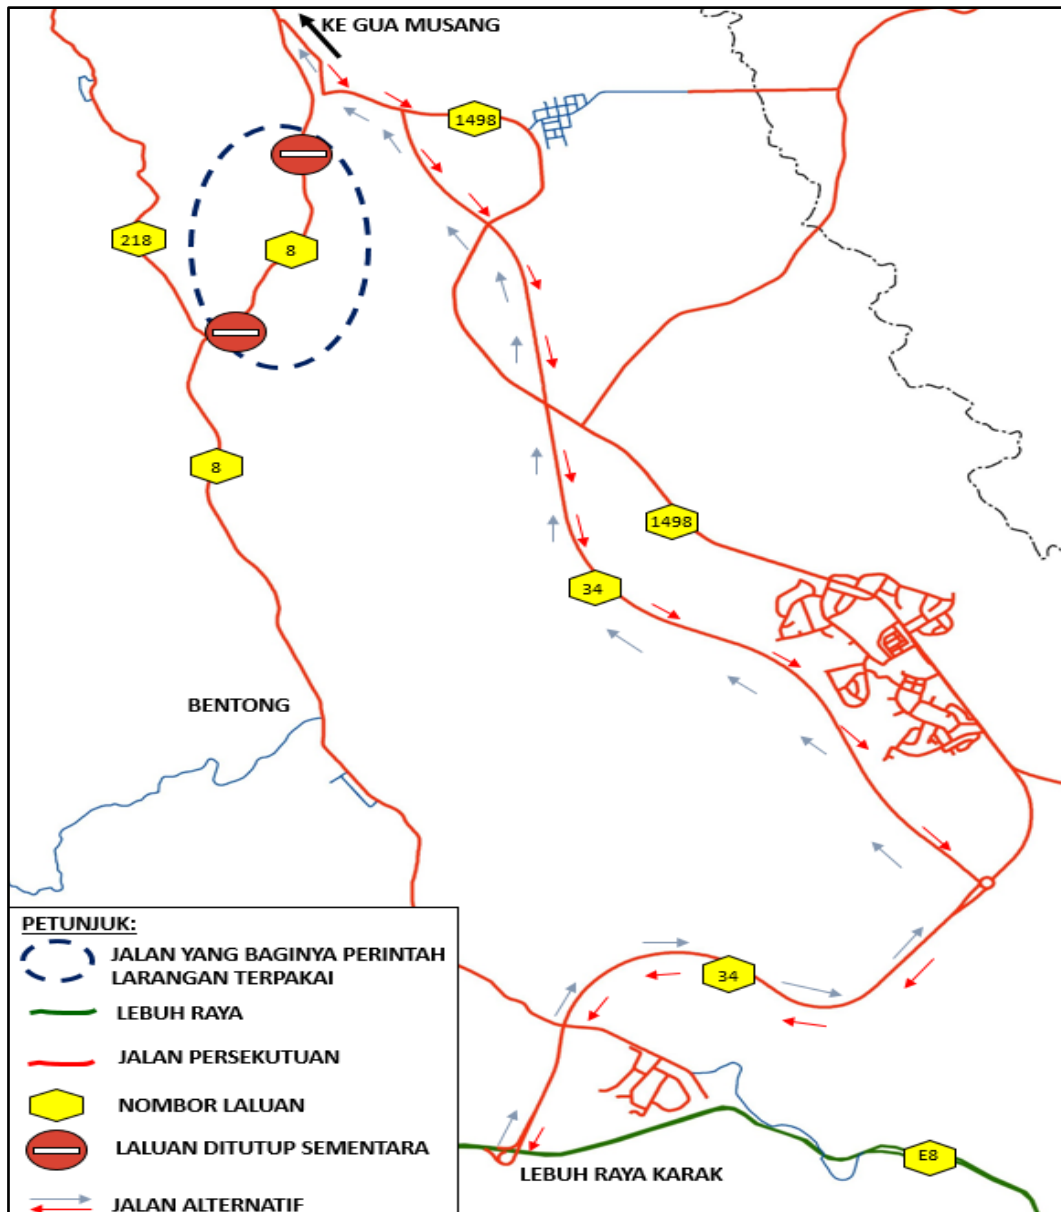 KE GUA MUSANG
1498
218
8
8
1498
34
BENTONG
34
E8
LEBUH RAYA KARAK
PETUNJUK:
JALAN YANG BAGINYA PERINTAH
LARANGAN TERPAKAI
LEBUH RAYA
JALAN PERSEKUTUAN
NOMBOR LALUAN
LALUAN DITUTUP SEMENTARA
JALAN ALTERNATIF